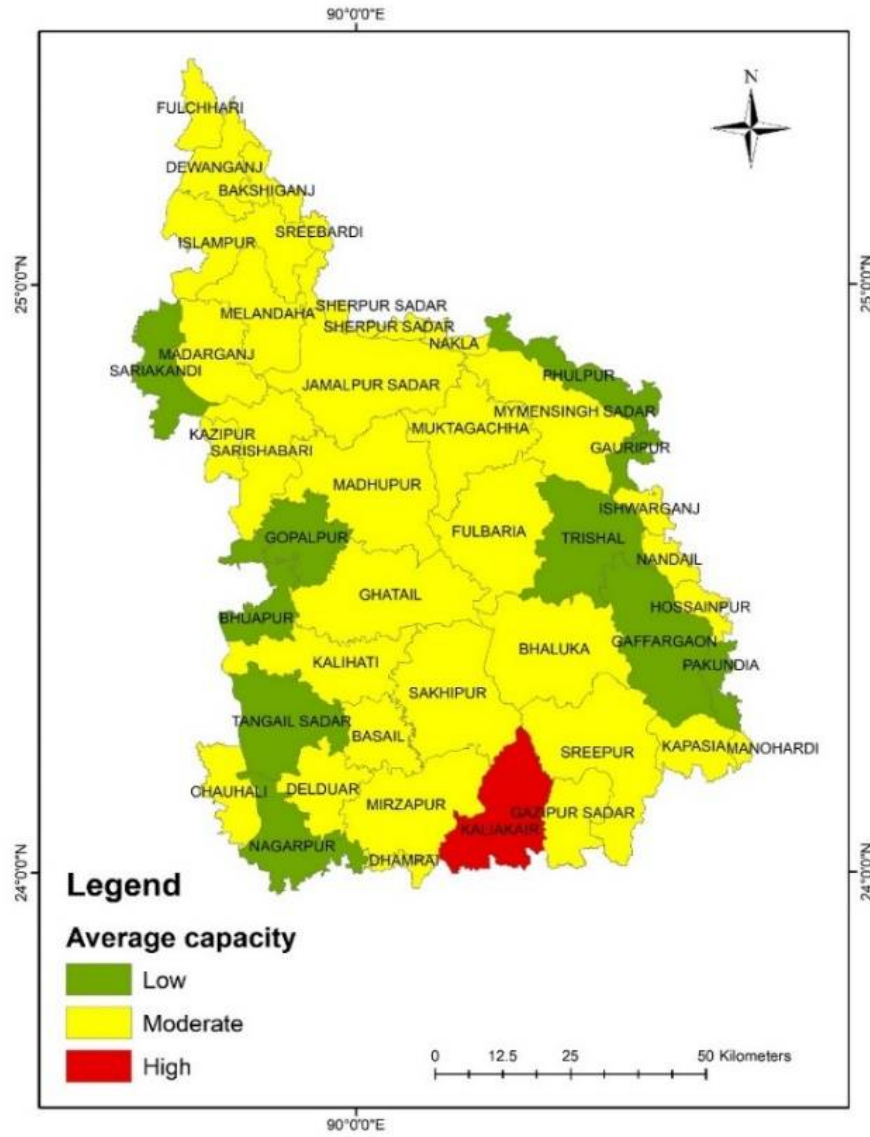 90°0'0"E
N
FULCHHARI
DEWANGANJ
BAKSHIGANJ
SREEBARDI
ISLAMPUR
25°0'0"N
25°0'0"N
SHERPUR SADAR
MELANDAHA
SHERPUR SADAR
NAKLA
MADARGANJ
SARIAKANDI
PHULPUR
JAMALPUR SADAR
MYMENSINGH SADAR
MUKTAGACHHA
KAZIPUR
SARISHABARI
GAURIPUR
MADHUPUR
ISHWARGANJ
FULBARIA
GOPALPUR
TRISHAL
NANDAIL
GHATAIL
HOSSAINPUR
BHUAPUR
GAFFARGAON
BHALUKA
KALIHATI
PAKUNDIA
SAKHIPUR
TANGAIL SADAR
BASAIL
SREEPUR
KAPASIA
MANOHARDI
CHAUHALI
DELDUAR
MIRZAPUR
GAZIPUR SADAR
KALIAKAIR
NAGARPUR
DHAMRAI
24°0'0"N
24°0'0"N
Legend
Average capacity
Low
Moderate
High
0 12.5 25 50 Kilometers
90°0'0"E